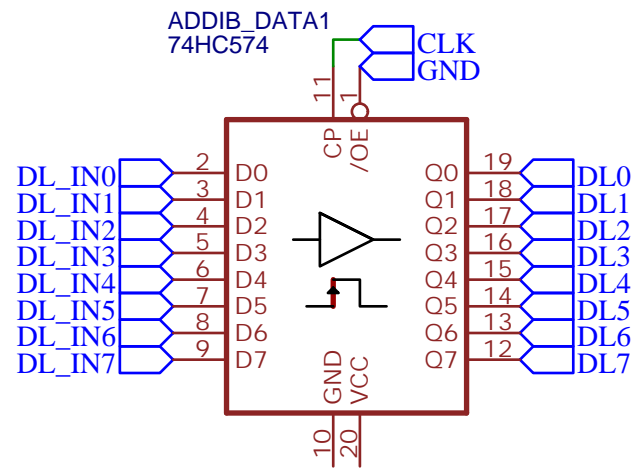 ADDIB_DATA1
74HC574
CLK
GND
11
1
CP
/OE
DL_IN0 2 D0 Q0 19 DL0
DL_IN1 3 D1 Q1 18 DL1
DL_IN2 4 D2 Q2 17 DL2
DL_IN3 5 D3 Q3 16 DL3
DL_IN4 6 D4 Q4 15 DL4
DL_IN5 7 D5 Q5 14 DL5
DL_IN6 8 D6 Q6 13 DL6
DL_IN7 9 D7 Q7 12 DL7
GND
VCC
10
20